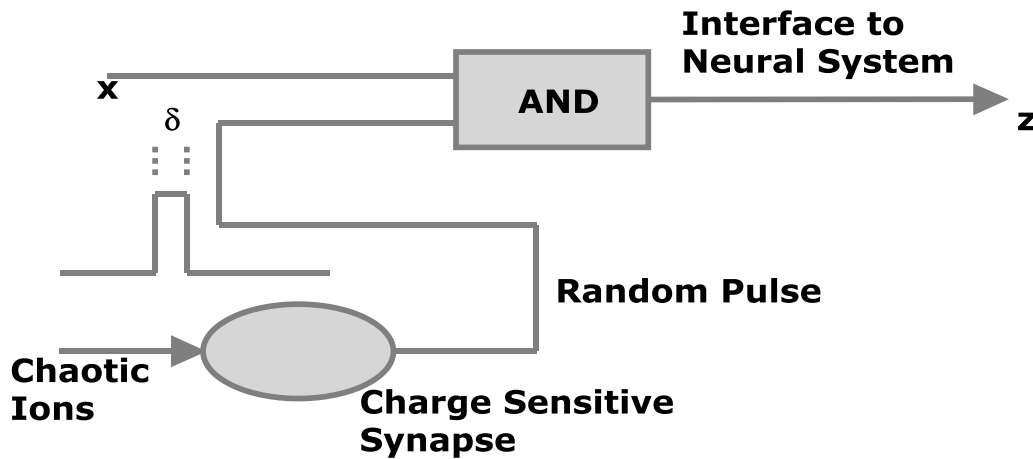 Interface to
Neural System
x
AND
δ
z
Random Pulse
Chaotic
Ions
Charge Sensitive
Synapse